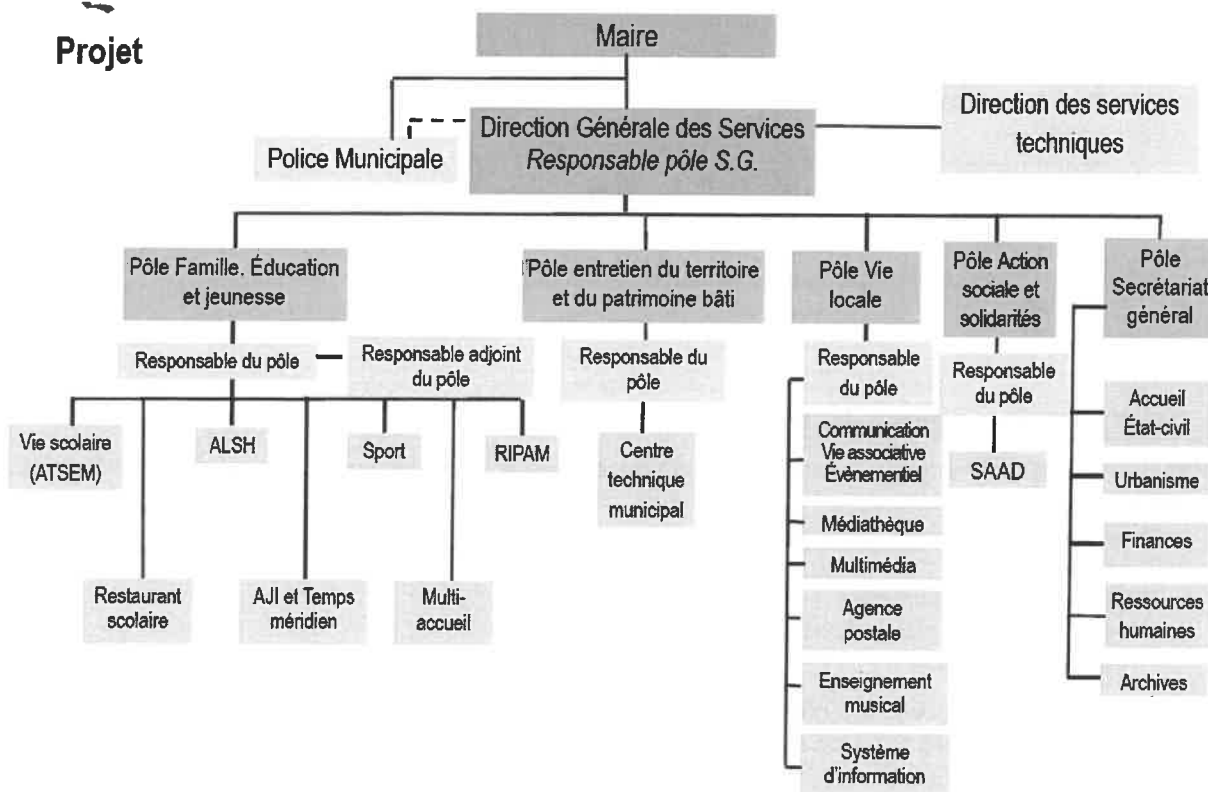 Projet
Maire
Direction Générale des Services
Responsable pôle S.G.
Direction des services
techniques
Police Municipale
Pôle Famille. Éducation
et jeunesse
Pôle entretien du territoire
et du patrimoine bâti
Pôle Vie
locale
Pôle Action
sociale et
solidarités
Pôle
Secrétariat
général
Responsable du pôle
Responsable adjoint
du pôle
Responsable du
pôle
Responsable
du pôle
Responsable
du pôle
Vie scolaire
(ATSEM)
ALSH
Sport
RIPAM
Restaurant
scolaire
AJI et Temps
méridien
Multi-
accueil
Centre
technique
municipal
Communication
Vie associative
Évènementiel
Médiathèque
Multimédia
Agence
postale
Enseignement
musical
Système
d'information
SAAD
Accueil
État-civil
Urbanisme
Finances
Ressources
humaines
Archives